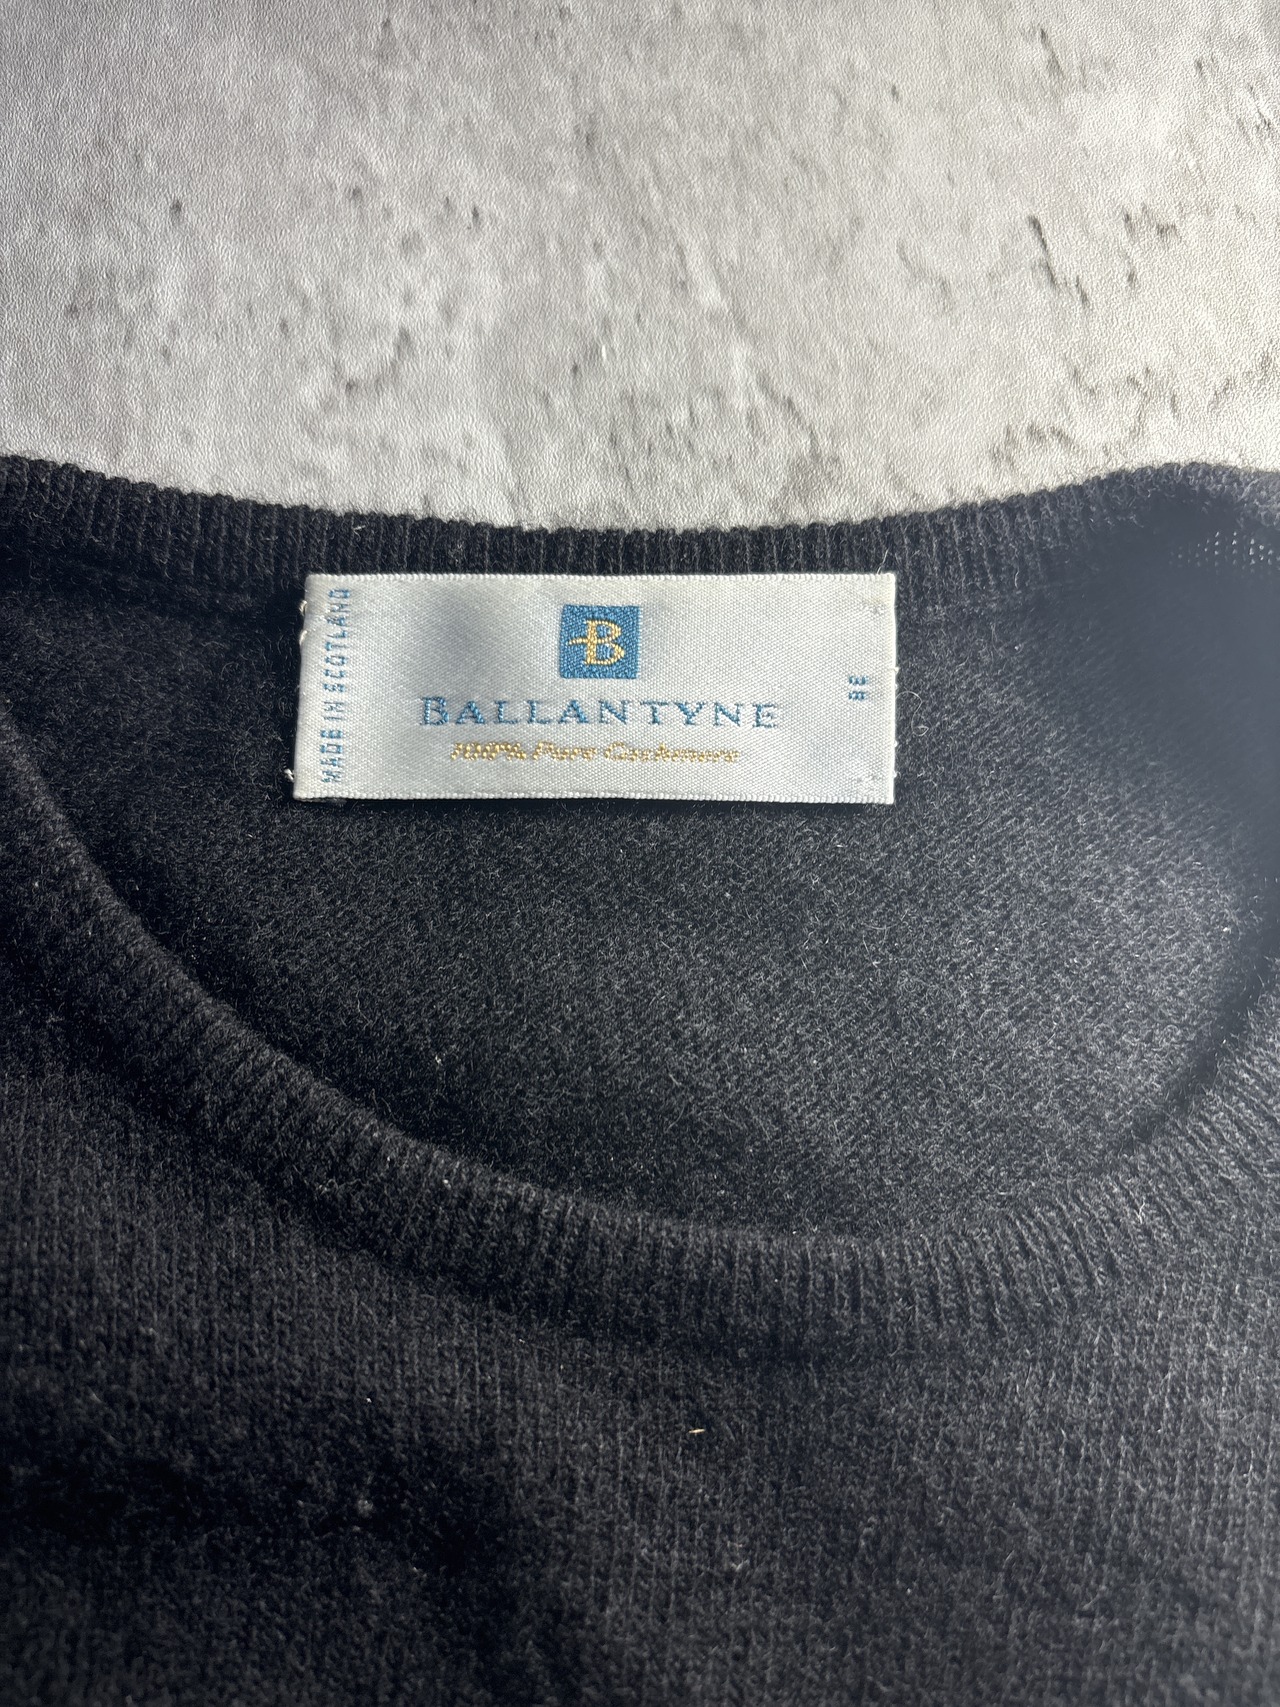 MADE IN SCOTLAND
B
BALLANTYNE
100% Pure Cashmere
38